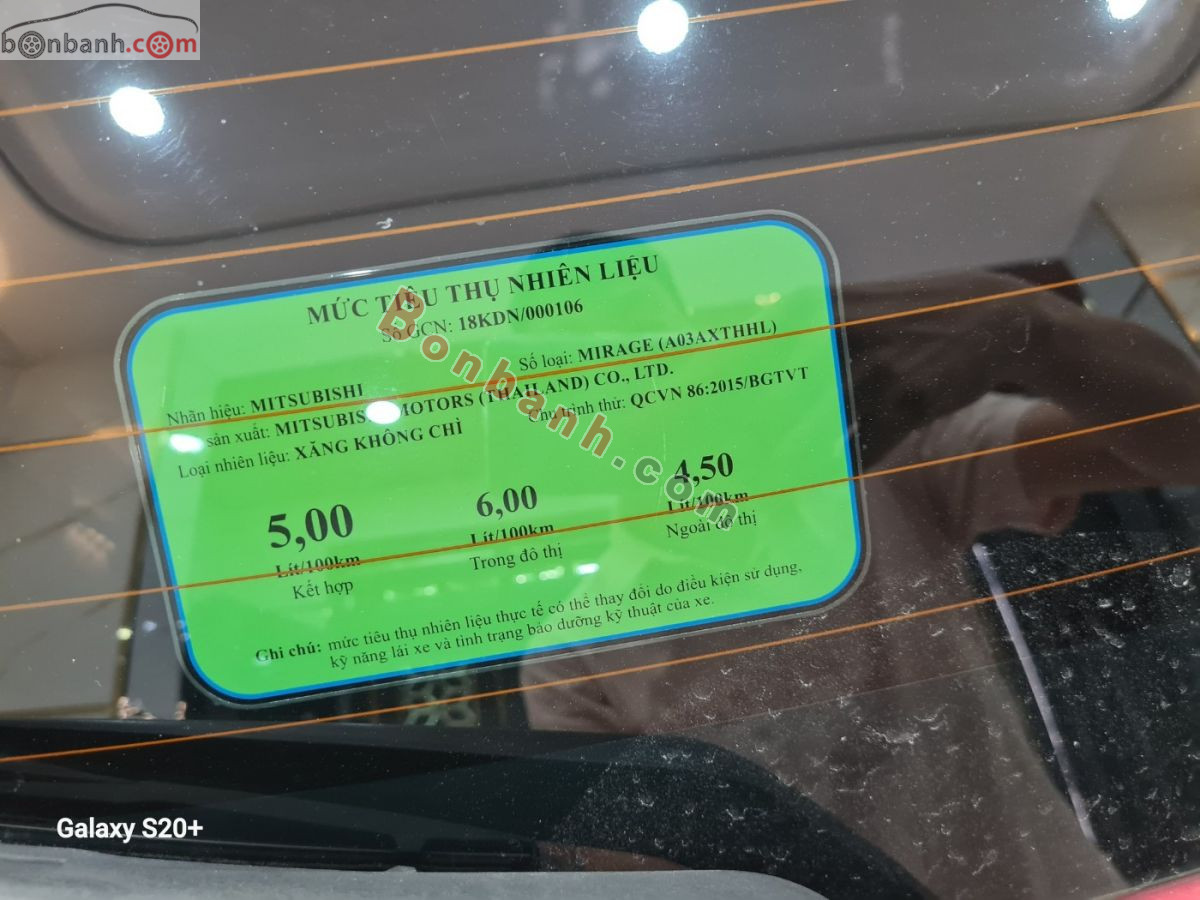 bonbanh.com
MỨC TIÊU THỤ NHIÊN LIỆU
Số GCN: 18KDN/000106
Nhãn hiệu: MITSUBISHI Số loại: MIRAGE (A03AXTHHL)
sản xuất: MITSUBISHI MOTORS (THAILAND) CO., LTD.
Loại nhiên liệu: XĂNG KHÔNG CHÌ Chu trình thử: QCVN 86:2015/BGTVT
5,00 6,00 4,50
Lít/100km Lít/100km Lít/100km
Kết hợp Trong đô thị Ngoài đô thị
Ghi chú: mức tiêu thụ nhiên liệu thực tế có thể thay đổi do điều kiện sử dụng,
kỹ năng lái xe và tình trạng bảo dưỡng kỹ thuật của xe.
Bonbanh.com
Galaxy S20+